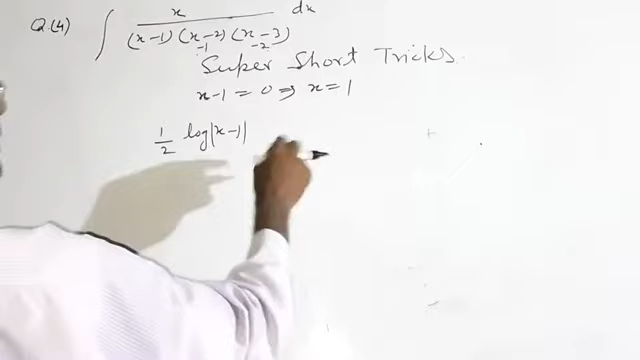 Q.(4) ∫ x / (x-1)(x-2)(x-3) dx
-1 -2
Super Short Tricks.
x-1=0 ⇒ x=1
1/2 log|x-1|